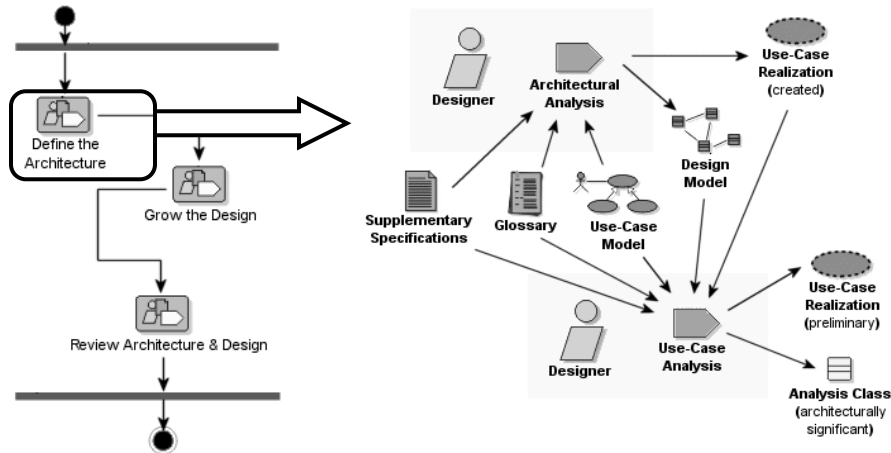 Define the
Architecture
Grow the Design
Review Architecture & Design
Designer
Architectural
Analysis
Use-Case
Realization
(created)
Supplementary
Specifications
Glossary
Use-Case
Model
Design
Model
Designer
Use-Case
Analysis
Use-Case
Realization
(preliminary)
Analysis Class
(architecturally
significant)